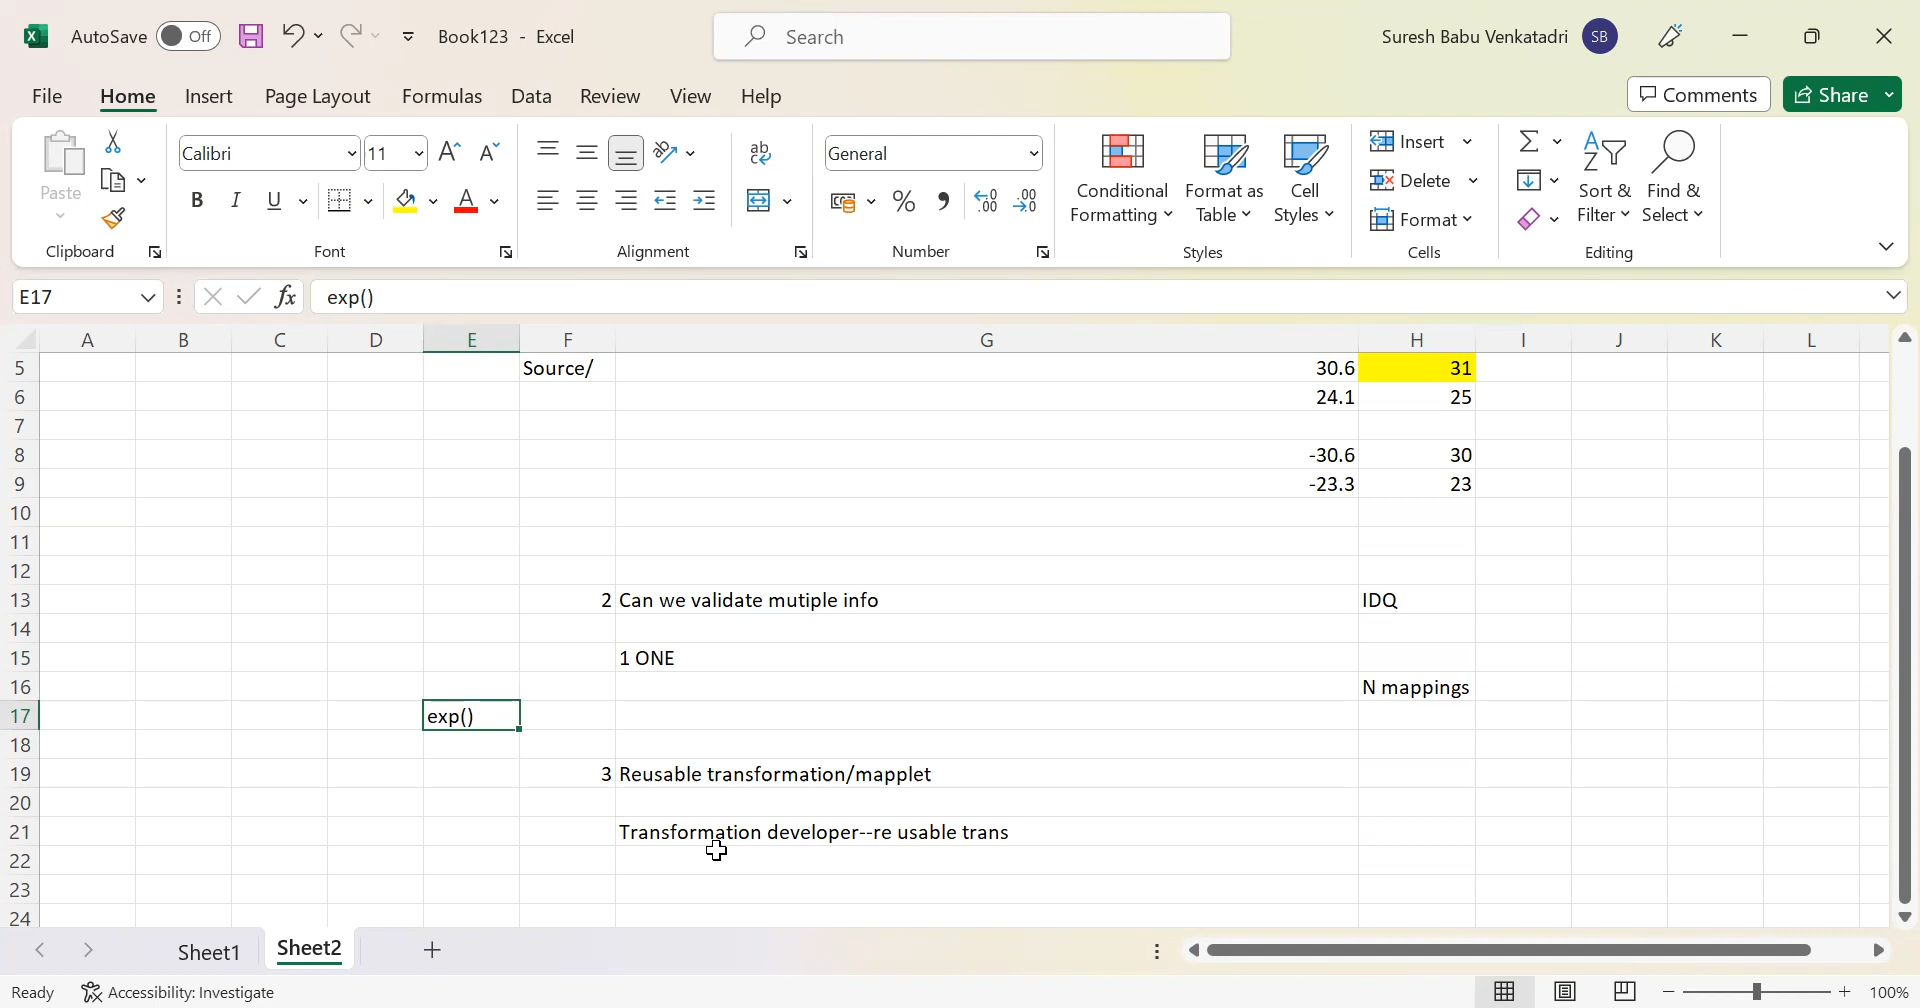 AutoSave Off Book123 - Excel Search Suresh Babu Venkatadri SB
File Home Insert Page Layout Formulas Data Review View Help Comments Share
Paste
Clipboard
Calibri 11
B I U A
Font
ab
Alignment
General
% .00
Number
Conditional Formatting
Format as Table
Cell Styles
Styles
Insert
Delete
Format
Cells
Sort & Filter
Find & Select
Editing
E17 fx exp()
A B C D E F G H I J K L
5 Source/ 30.6 31
6 24.1 25
7
8 -30.6 30
9 -23.3 23
10
11
12
13 2 Can we validate mutiple info IDQ
14
15 1 ONE
16 N mappings
17 exp()
18
19 3 Reusable transformation/mapplet
20
21 Transformation developer--re usable trans
22
23
24
Sheet1 Sheet2
Ready Accessibility: Investigate 100%